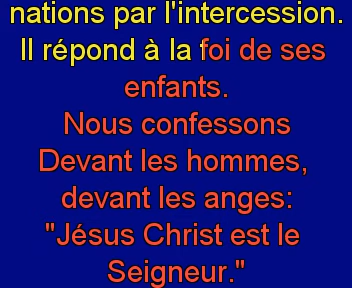 nations par l'intercession.
Il répond à la foi de ses
enfants.
Nous confessons
Devant les hommes,
devant les anges:
"Jésus Christ est le
Seigneur."